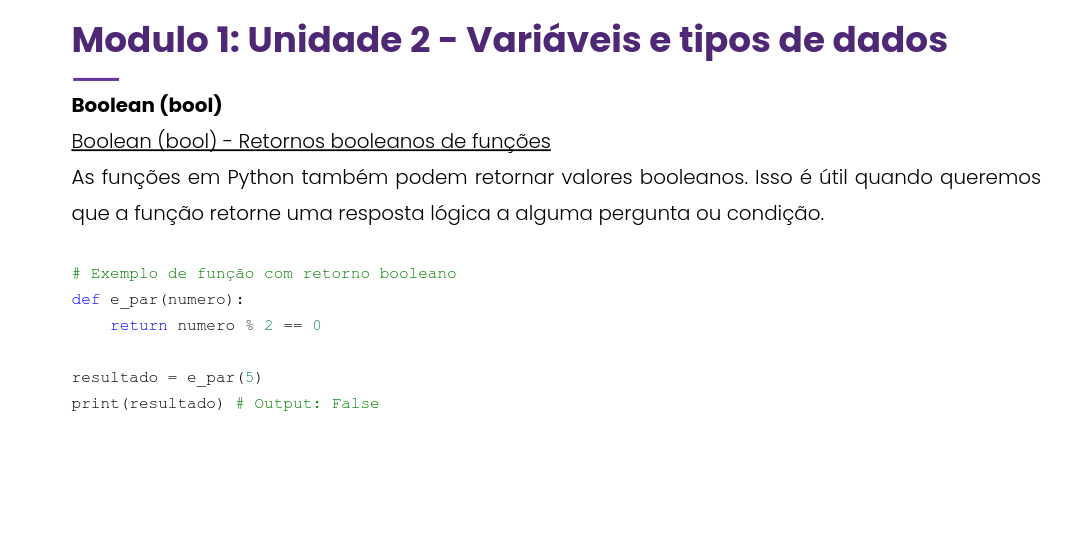 Modulo 1: Unidade 2 - Variáveis e tipos de dados
Boolean (bool)
Boolean (bool) - Retornos booleanos de funções
As funções em Python também podem retornar valores booleanos. Isso é útil quando queremos
que a função retorne uma resposta lógica a alguma pergunta ou condição.
# Exemplo de função com retorno booleano
def e_par(numero):
    return numero % 2 == 0
resultado = e_par(5)
print(resultado) # Output: False